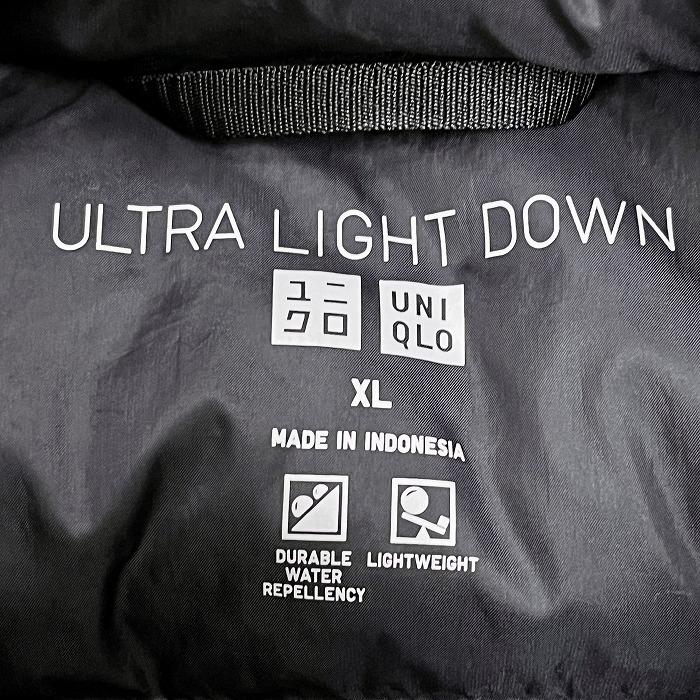 ULTRA LIGHT DOWN
ユニ
クロ
UNI
QLO
XL
MADE IN INDONESIA
DURABLE
WATER
REPELLENCY
LIGHTWEIGHT